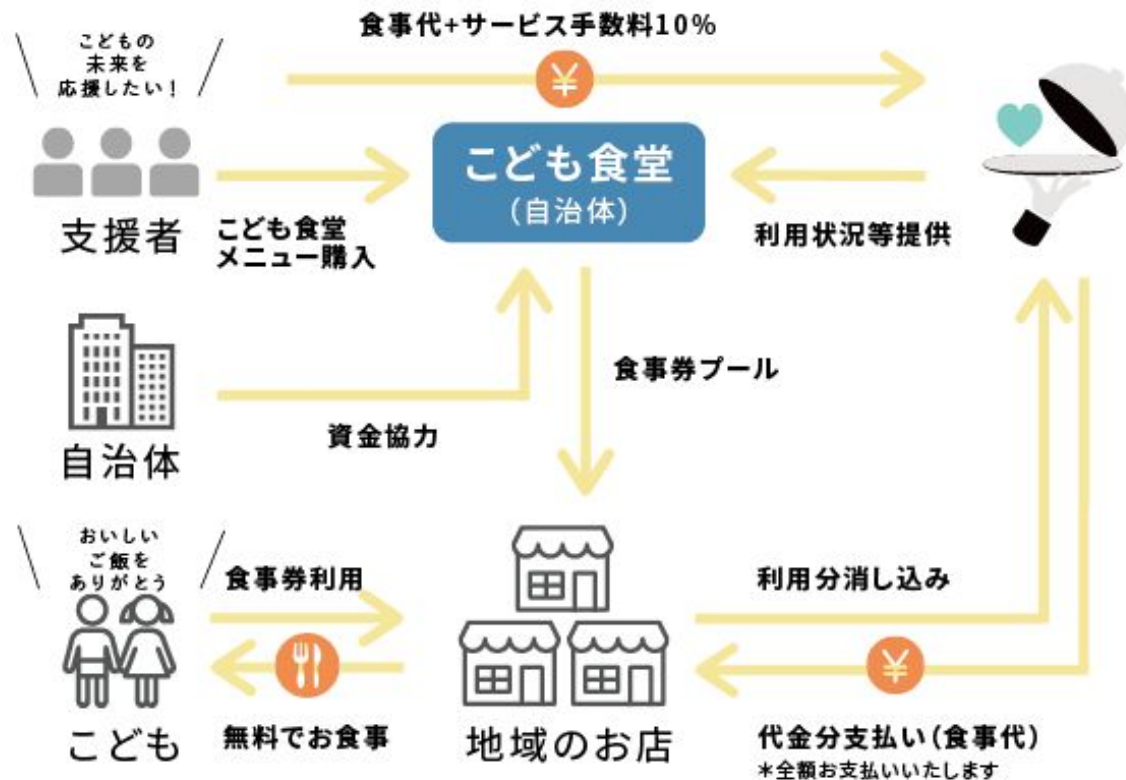 食事代+サービス手数料10%
こどもの
未来を
応援したい！
支援者
こども食堂
メニュー購入
こども食堂
(自治体)
利用状況等提供
自治体
資金協力
食事券プール
おいしい
ご飯を
ありがとう
こども
食事券利用
無料でお食事
地域のお店
利用分消し込み
代金分支払い(食事代)
*全額お支払いいたします
¥
¥